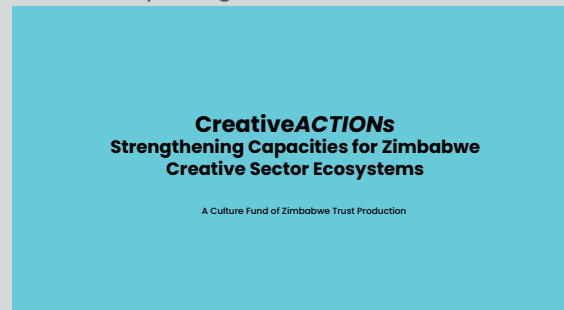 CreativeACTIONs
Strengthening Capacities for Zimbabwe
Creative Sector Ecosystems
A Culture Fund of Zimbabwe Trust Production